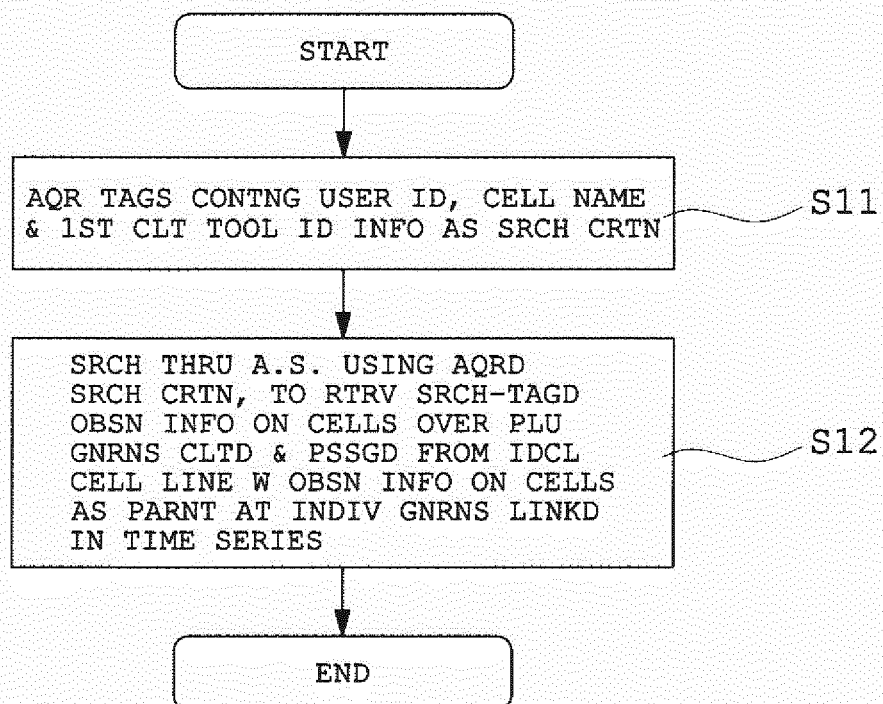 START
AQR TAGS CONTNG USER ID, CELL NAME
& 1ST CLT TOOL ID INFO AS SRCH CRTN
S11
SRCH THRU A.S. USING AQRD
SRCH CRTN, TO RTRV SRCH-TAGD
OBSN INFO ON CELLS OVER PLU
GNRNS CLTD & PSSGD FROM IDCL
CELL LINE W OBSN INFO ON CELLS
AS PARNT AT INDIV GNRNS LINKD
IN TIME SERIES
S12
END